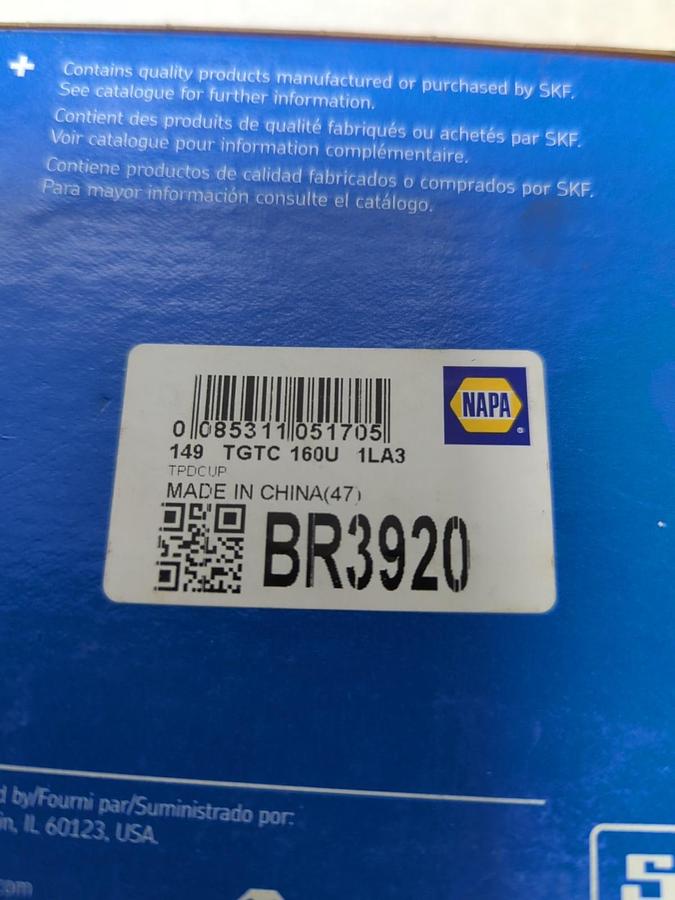 Contains quality products manufactured or purchased by SKF.
See catalogue for further information.
Contient des produits de qualité fabriqués ou achetés par SKF.
Voir catalogue pour information complémentaire.
Contiene productos de calidad fabricados o comprados por SKF.
Para mayor información consulte el catálogo.
NAPA
0 085311 051705
149 TGTC 160U 1LA3
TPDCUP
MADE IN CHINA(47)
BR3920
by/Fourni par/Suministrado por:
IL 60123, USA.